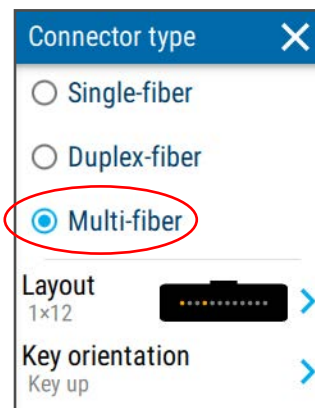 Connector type
Single-fiber
Duplex-fiber
Multi-fiber
Layout
1×12
Key orientation
Key up